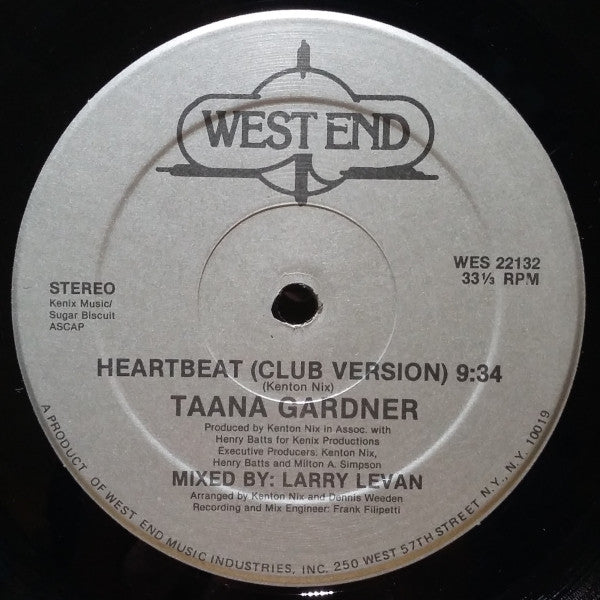 WEST END
WES 22132
33⅓ RPM
STEREO
Kenix Music/
Sugar Biscuit
ASCAP
HEARTBEAT (CLUB VERSION) 9:34
(Kenton Nix)
TAANA GARDNER
Produced by Kenton Nix in Assoc. with
Henry Batts for Kenix Productions
Executive Producers: Kenton Nix,
Henry Batts and Milton A. Simpson
MIXED BY: LARRY LEVAN
Arranged by Kenton Nix and Dennis Weeden
Recording and Mix Engineer: Frank Filipetti
A PRODUCT OF WEST END MUSIC INDUSTRIES, INC. 250 WEST 57TH STREET N.Y., N.Y. 10019